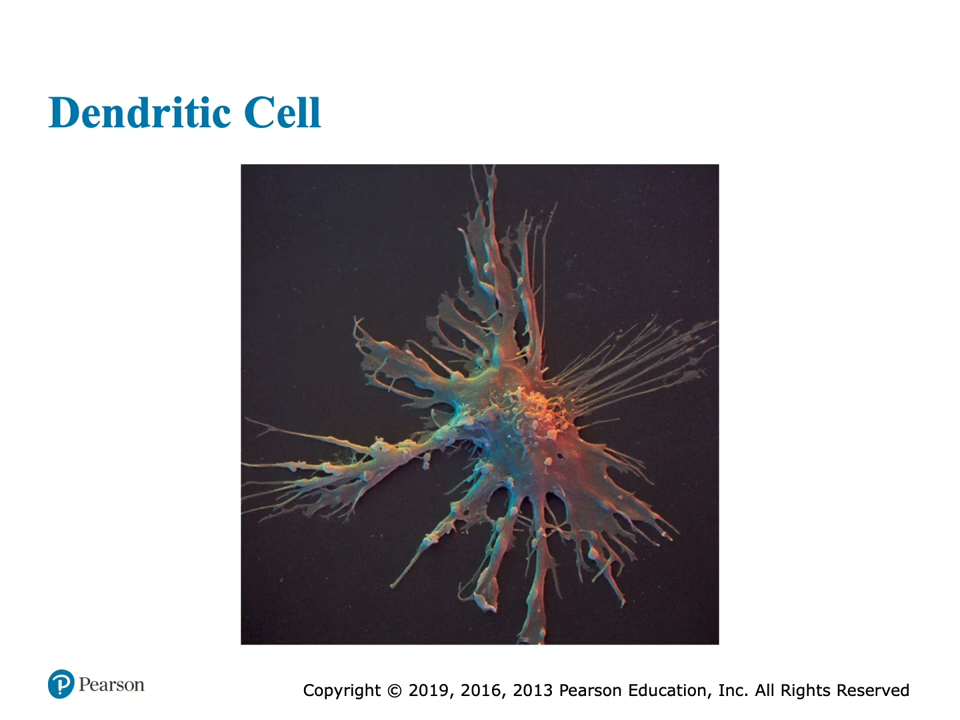 Dendritic Cell
Pearson
Copyright © 2019, 2016, 2013 Pearson Education, Inc. All Rights Reserved